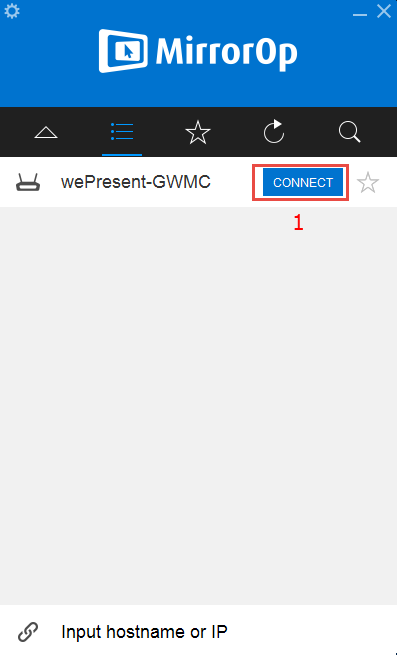 MirrorOp
wePresent-GWMC
CONNECT
1
Input hostname or IP